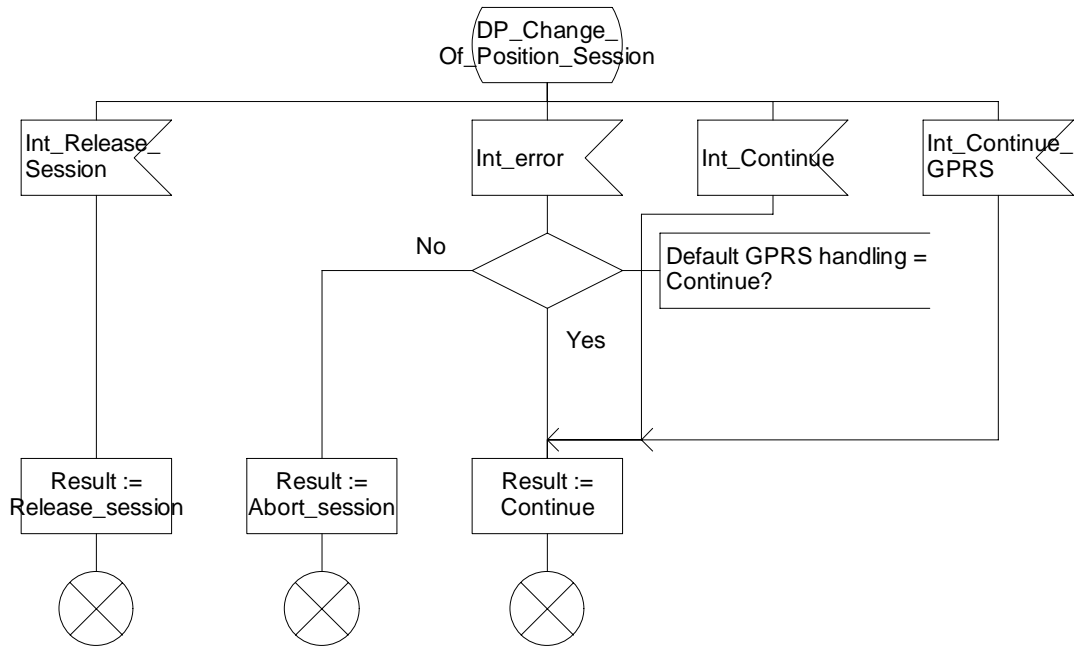 DP_Change_
Of_Position_Session
Int_Release_
Session
Int_error
Int_Continue
Int_Continue_
GPRS
No
Default GPRS handling =
Continue?
Yes
Result :=
Release_session
Result :=
Abort_session
Result :=
Continue